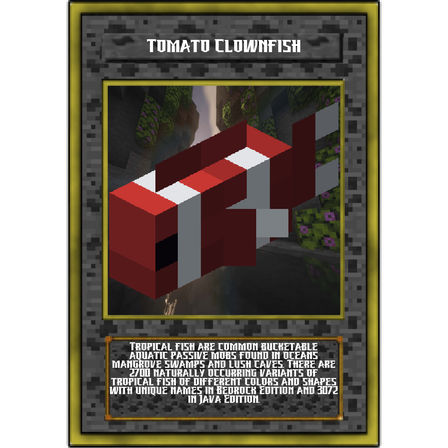 Tomato Clownfish
Tropical fish are common bucketable
aquatic passive mobs found in oceans
mangrove swamps and lush caves. There are
2700 naturally occurring variants of
tropical fish of different colors and shapes
with unique names in Bedrock Edition and 3072
in Java Edition.